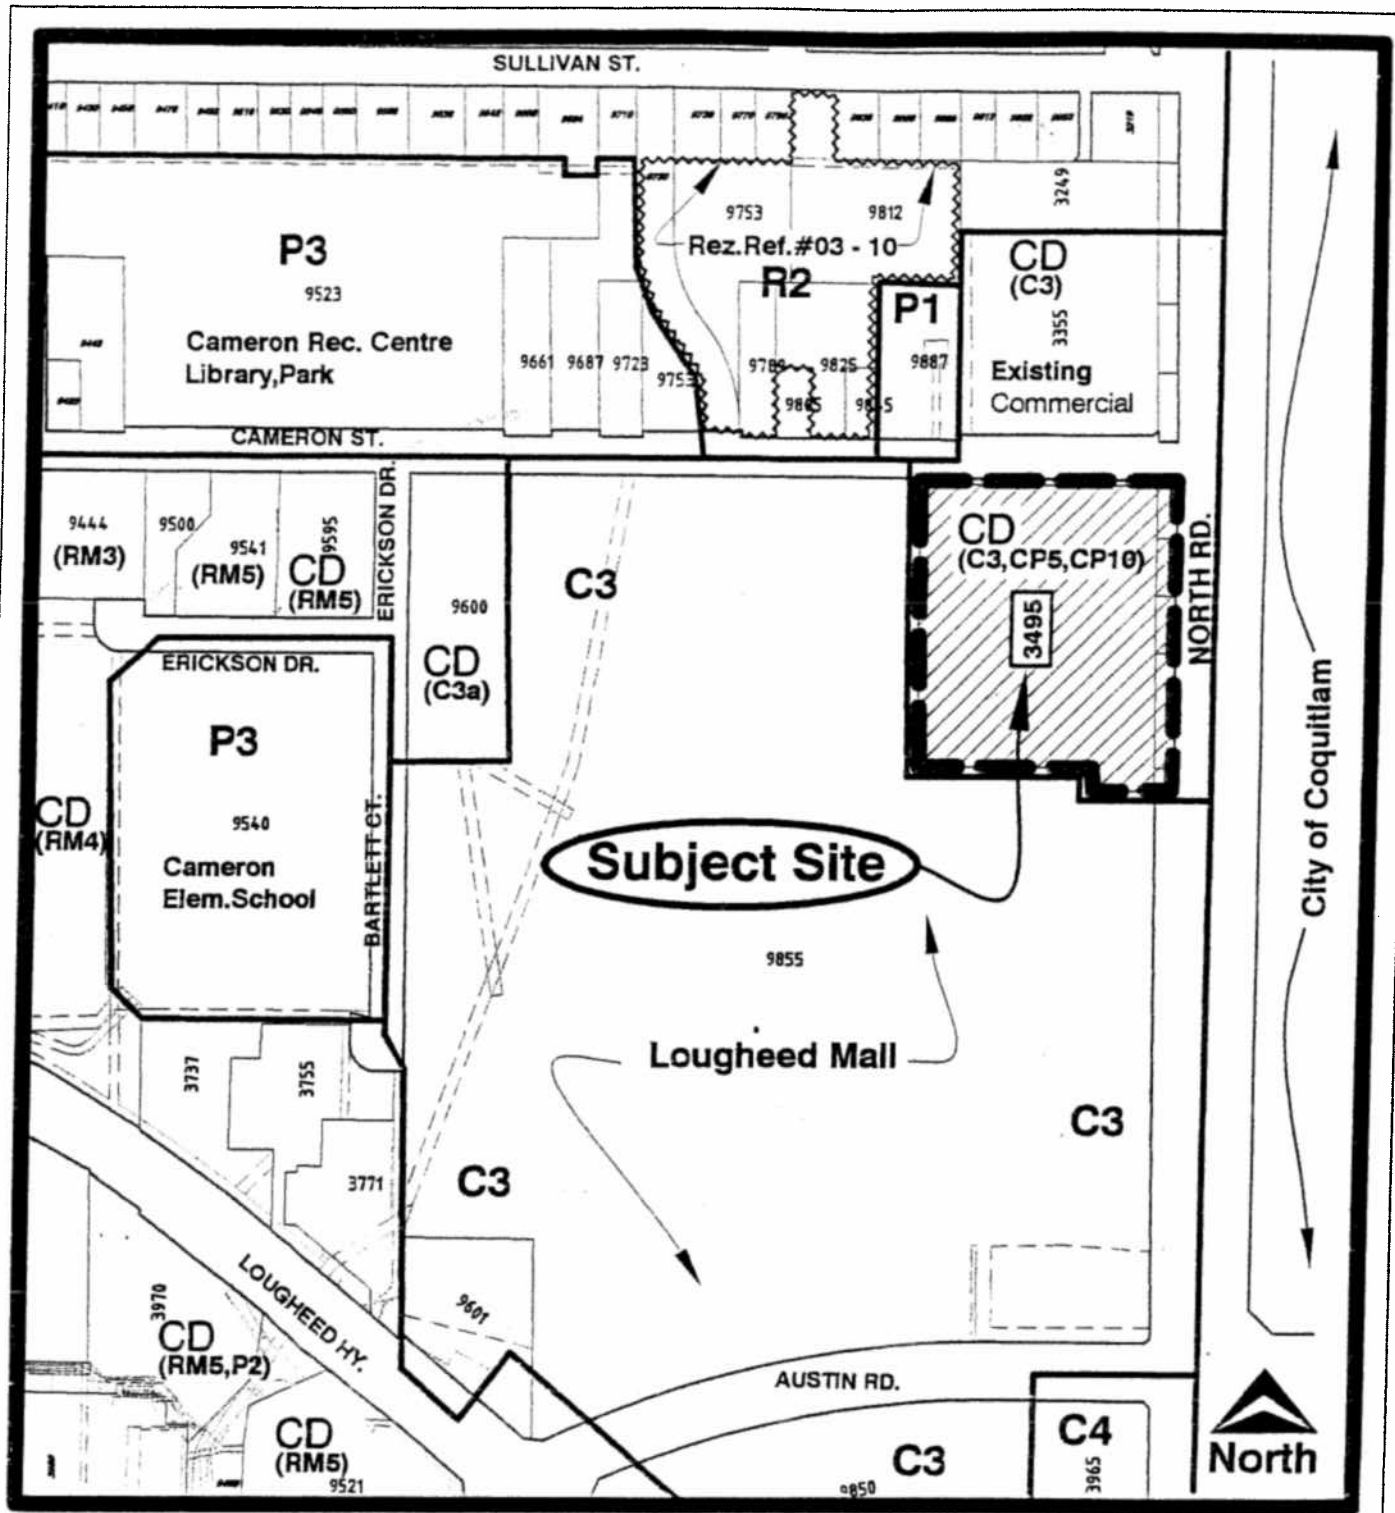 SULLIVAN ST.
9710
9753
9812
3249
Rez.Ref.#03 - 10
P3
9523
R2
P1
CD
(C3)
3355
Cameron Rec. Centre
Library,Park
9661
9687
9723
9753
9825
9887
Existing
Commercial
CAMERON ST.
ERICKSON DR.
9444
(RM3)
9500
9541
(RM5)
9595
CD
(RM5)
9600
C3
CD
(C3,CP5,CP10)
3495
NORTH RD.
ERICKSON DR.
CD
(C3a)
P3
City of Coquitlam
CD
(RM4)
9540
Cameron
Elem.School
BARTLETT CT.
Subject Site
9855
Lougheed Mall
3737
3755
3771
C3
C3
LOUGHEED HY.
9601
3970
CD
(RM5,P2)
AUSTIN RD.
CD
(RM5)
9521
C3
9850
C4
3965
North